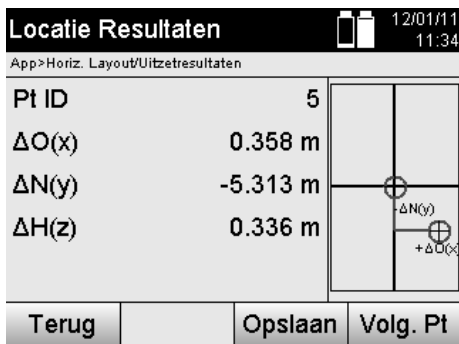 Locatie Resultaten
12/01/11
11:34
App>Horiz. Layout/Uitzetresultaten
Pt ID 5
ΔO(x) 0.358 m
ΔN(y) -5.313 m
ΔH(z) 0.336 m
-ΔN(y)
+ΔO(x)
Terug Opslaan Volg. Pt